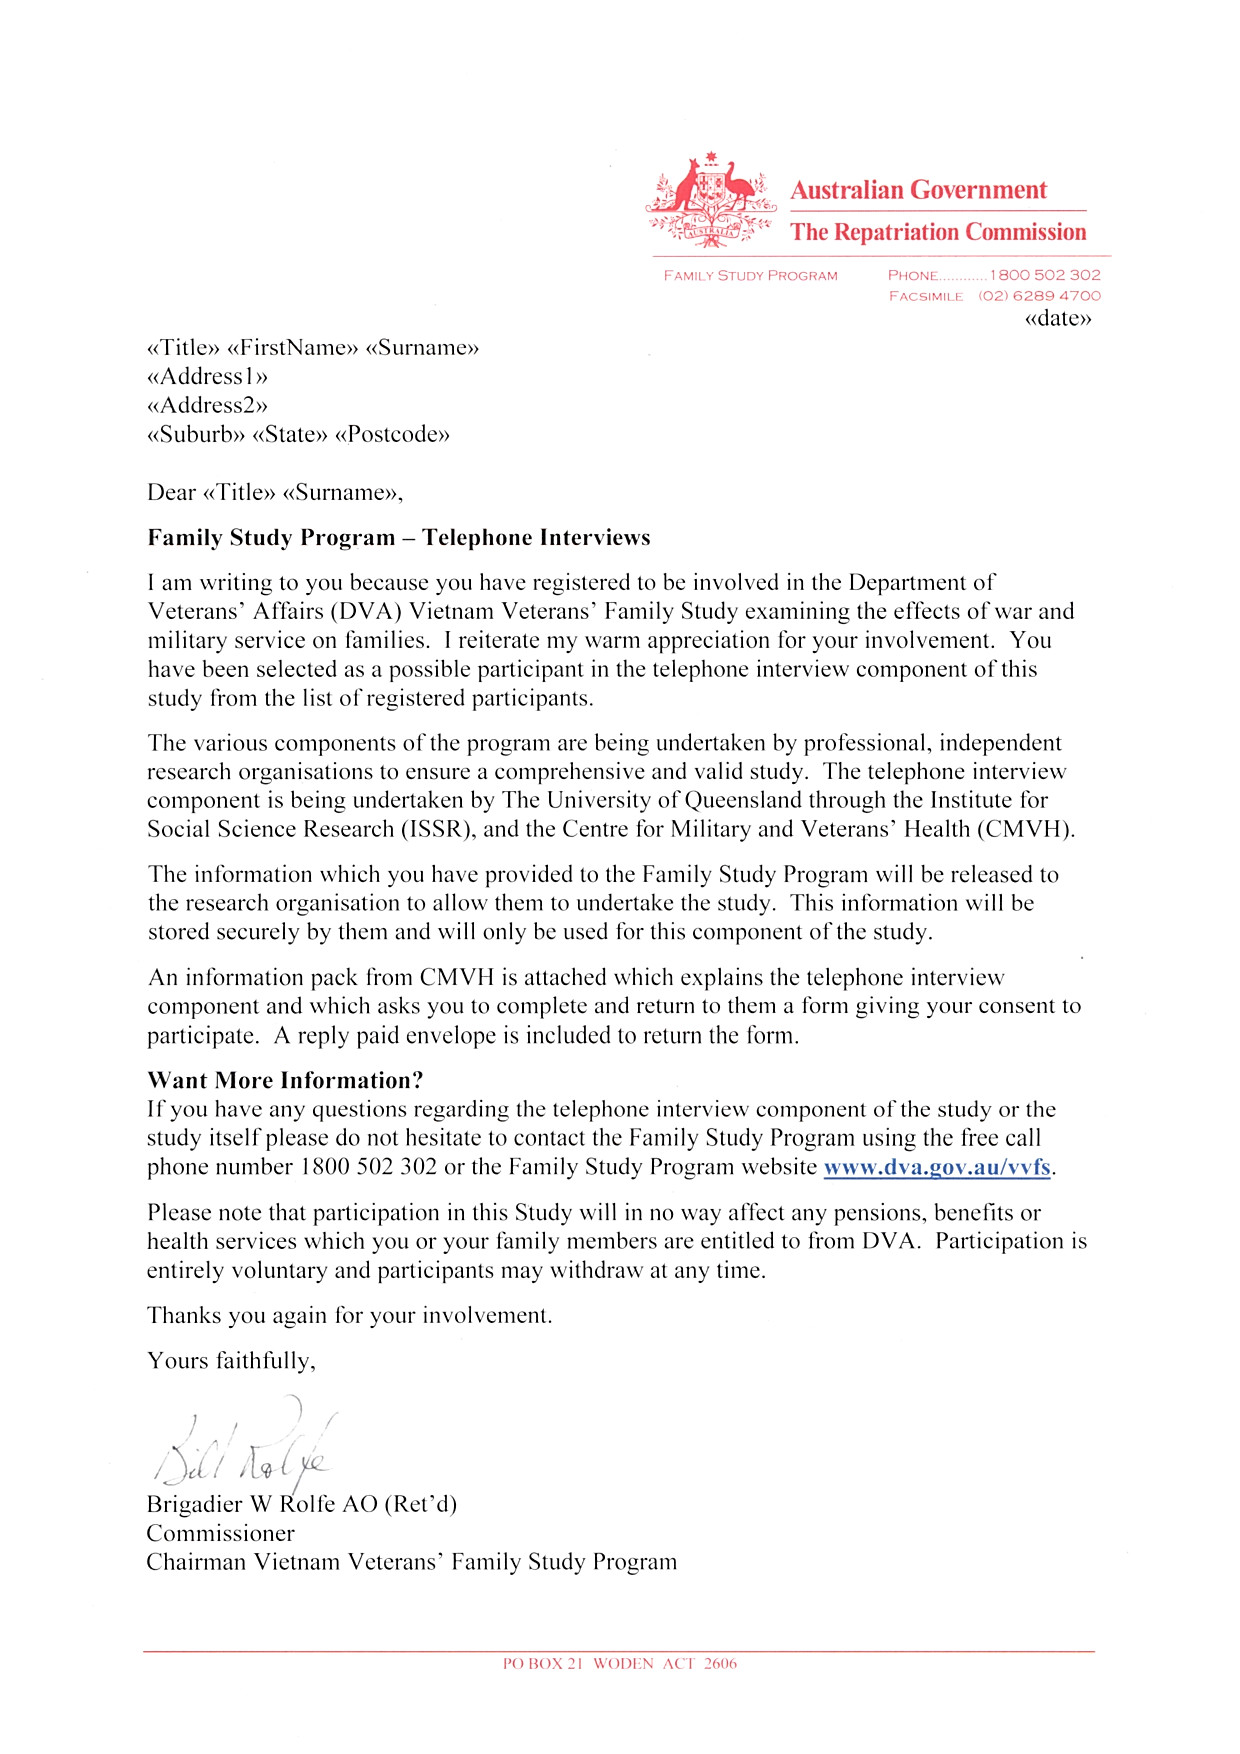 Australian Government
The Repatriation Commission
FAMILY STUDY PROGRAM PHONE............1800 502 302
FACSIMILE (02) 6289 4700
«date»
«Title» «FirstName» «Surname»
«Address1»
«Address2»
«Suburb» «State» «Postcode»
Dear «Title» «Surname»,
Family Study Program – Telephone Interviews
I am writing to you because you have registered to be involved in the Department of
Veterans’ Affairs (DVA) Vietnam Veterans’ Family Study examining the effects of war and
military service on families.  I reiterate my warm appreciation for your involvement.  You
have been selected as a possible participant in the telephone interview component of this
study from the list of registered participants.
The various components of the program are being undertaken by professional, independent
research organisations to ensure a comprehensive and valid study.  The telephone interview
component is being undertaken by The University of Queensland through the Institute for
Social Science Research (ISSR), and the Centre for Military and Veterans’ Health (CMVH).
The information which you have provided to the Family Study Program will be released to
the research organisation to allow them to undertake the study.  This information will be
stored securely by them and will only be used for this component of the study.
An information pack from CMVH is attached which explains the telephone interview
component and which asks you to complete and return to them a form giving your consent to
participate.  A reply paid envelope is included to return the form.
Want More Information?
If you have any questions regarding the telephone interview component of the study or the
study itself please do not hesitate to contact the Family Study Program using the free call
phone number 1800 502 302 or the Family Study Program website www.dva.gov.au/vvfs.
Please note that participation in this Study will in no way affect any pensions, benefits or
health services which you or your family members are entitled to from DVA.  Participation is
entirely voluntary and participants may withdraw at any time.
Thanks you again for your involvement.
Yours faithfully,
Bill Rolfe
Brigadier W Rolfe AO (Ret’d)
Commissioner
Chairman Vietnam Veterans’ Family Study Program
PO BOX 21 WODEN ACT 2606